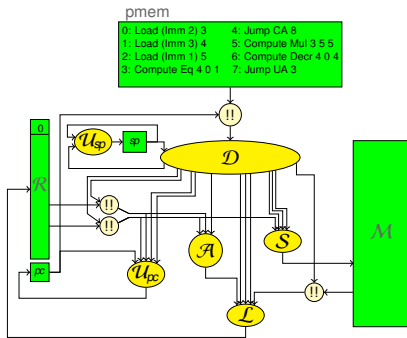 pmem
0: Load (Imm 2) 3 4: Jump CA 8
1: Load (Imm 3) 4 5: Compute Mul 3 5 5
2: Load (Imm 1) 5 6: Compute Decr 4 0 4
3: Compute Eq 4 0 1 7: Jump UA 3
!!
0
U sp
sp
D
R
!!
!!
M
S
A
pc
U pc
!!
L